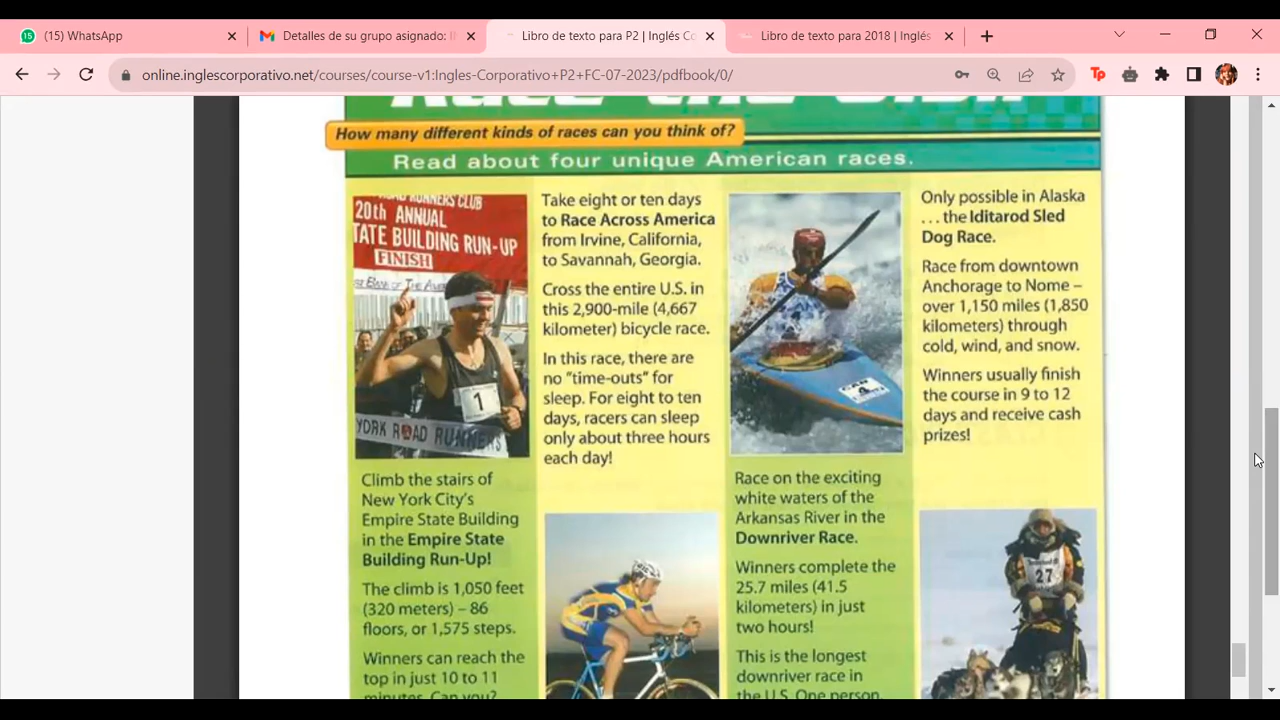 (15) WhatsApp
Detalles de su grupo asignado: I
Libro de texto para P2 | Inglés Co
Libro de texto para 2018 | Inglés
online.inglescorporativo.net/courses/course-v1:Ingles-Corporativo+P2+FC-07-2023/pdfbook/0/
How many different kinds of races can you think of?
Read about four unique American races.
20th ANNUAL
TATE BUILDING RUN-UP
FINISH
1
YORK ROAD RUNNERS
Climb the stairs of
New York City's
Empire State Building
in the Empire State
Building Run-Up!
The climb is 1,050 feet
(320 meters) – 86
floors, or 1,575 steps.
Winners can reach the
top in just 10 to 11
minutes. Can you?
Take eight or ten days
to Race Across America
from Irvine, California,
to Savannah, Georgia.
Cross the entire U.S. in
this 2,900-mile (4,667
kilometer) bicycle race.
In this race, there are
no "time-outs" for
sleep. For eight to ten
days, racers can sleep
only about three hours
each day!
CAN
4
Race on the exciting
white waters of the
Arkansas River in the
Downriver Race.
Winners complete the
25.7 miles (41.5
kilometers) in just
two hours!
This is the longest
downriver race in
the U.S. One person,
Only possible in Alaska
. . . the Iditarod Sled
Dog Race.
Race from downtown
Anchorage to Nome –
over 1,150 miles (1,850
kilometers) through
cold, wind, and snow.
Winners usually finish
the course in 9 to 12
days and receive cash
prizes!
27